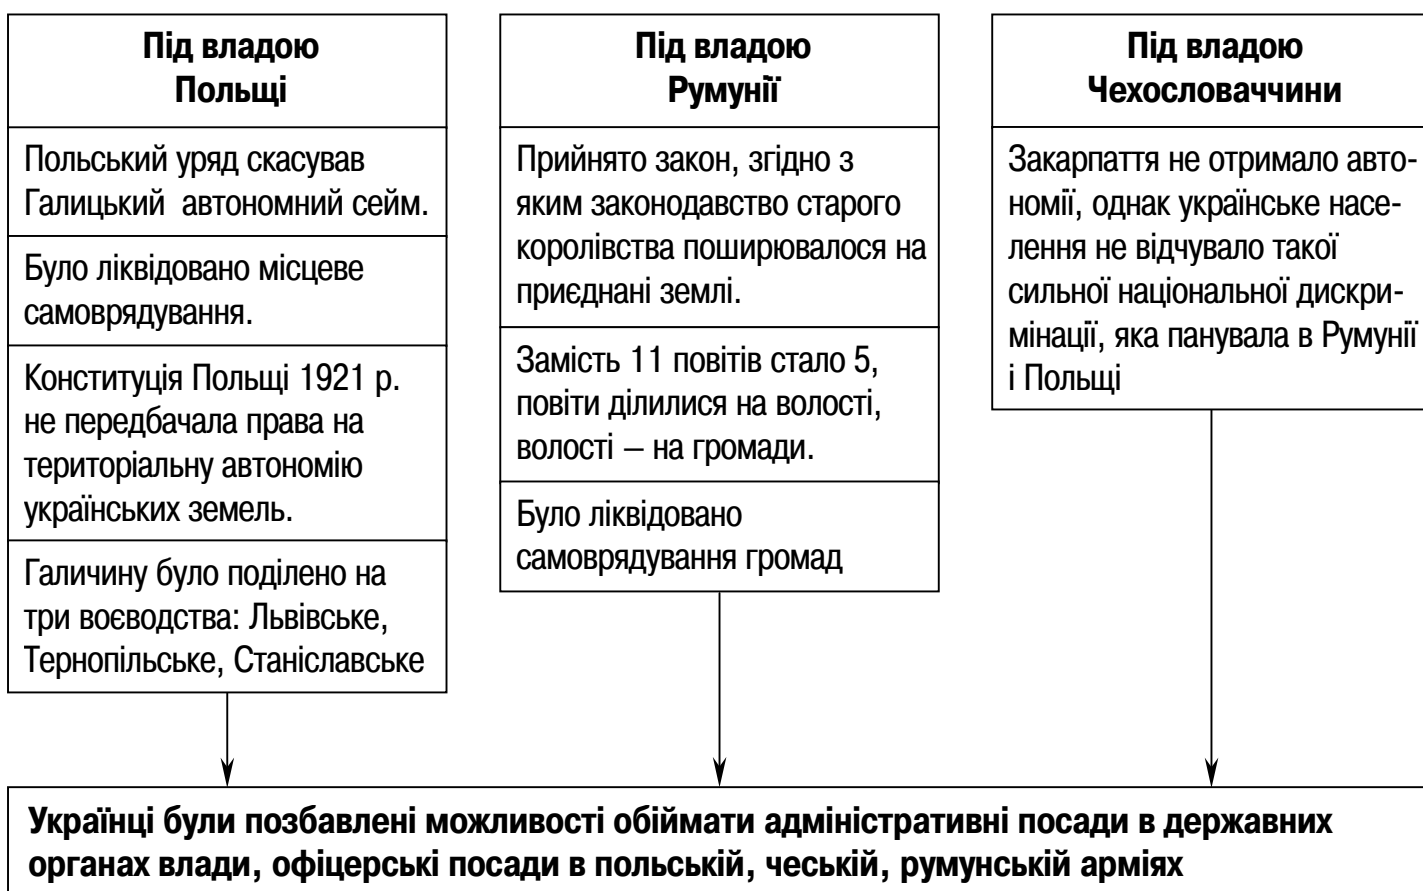 Під владою
Польщі
Польський уряд скасував
Галицький автономний сейм.
Було ліквідовано місцеве
самоврядування.
Конституція Польщі 1921 р.
не передбачала права на
територіальну автономію
українських земель.
Галичину було поділено на
три воєводства: Львівське,
Тернопільське, Станіславське
Під владою
Румунії
Прийнято закон, згідно з
яким законодавство старого
королівства поширювалося на
приєднані землі.
Замість 11 повітів стало 5,
повіти ділилися на волості,
волості – на громади.
Було ліквідовано
самоврядування громад
Під владою
Чехословаччини
Закарпаття не отримало авто-
номії, однак українське насе-
лення не відчувало такої
сильної національної дискри-
мінації, яка панувала в Румунії
і Польщі
Українці були позбавлені можливості обіймати адміністративні посади в державних
органах влади, офіцерські посади в польській, чеській, румунській арміях